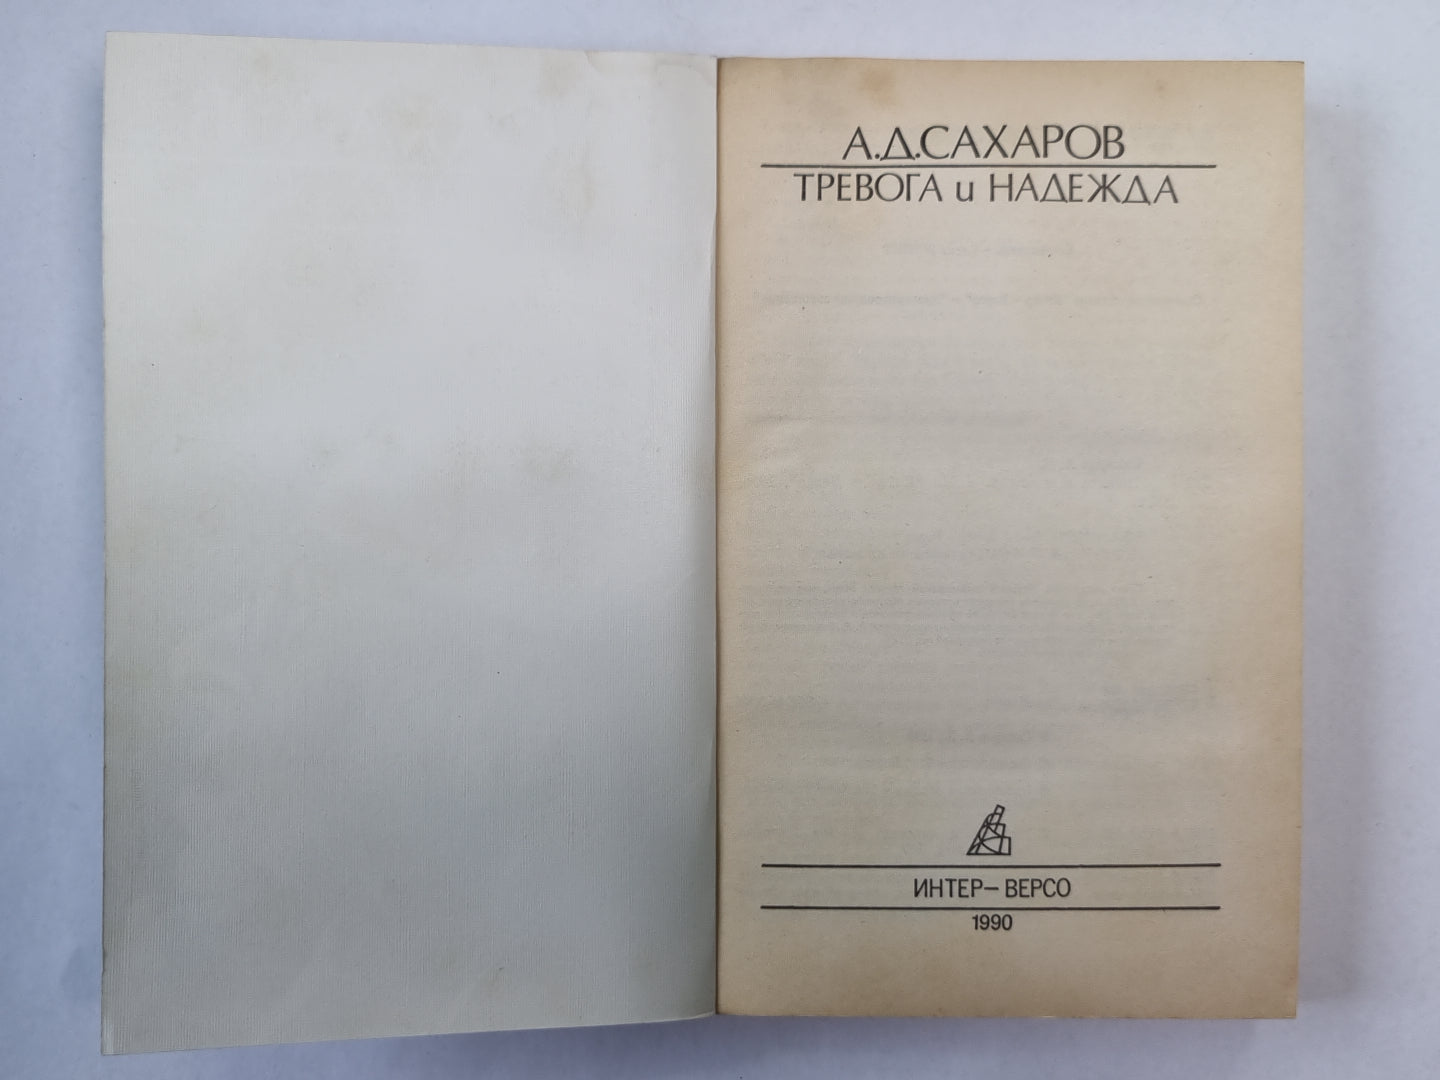 А.Д.САХАРОВ
ТРЕВОГА и НАДЕЖДА
ИНТЕР–ВЕРСО
1990